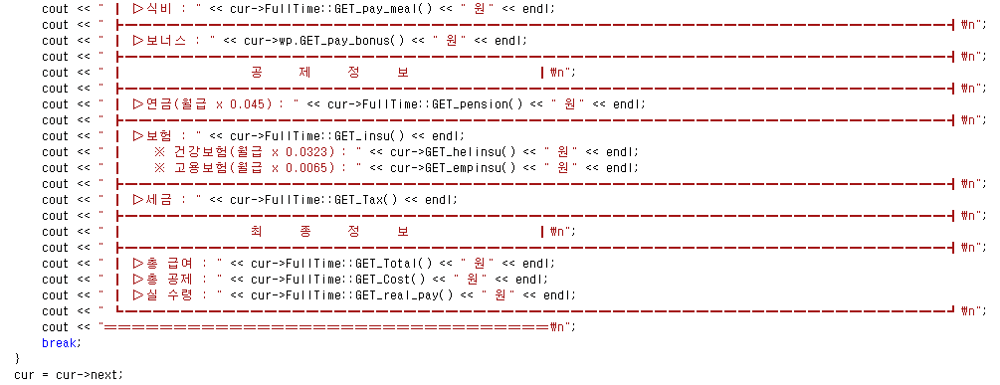 cout << " ┃ ▷식비 : " << cur->FullTime::GET_pay_meal() << " 원" << endl;
cout << " ┣━━━━━━━━━━━━━━━━━━━━━━━━━━━━━━━━━━━━━┫\n";
cout << " ┃ ▷보너스 : " << cur->wp.GET_pay_bonus() << " 원" << endl;
cout << " ┣━━━━━━━━━━━━━━━━━━━━━━━━━━━━━━━━━━━━━┫\n";
cout << " ┃ 공 제 정 보 ┃\n";
cout << " ┣━━━━━━━━━━━━━━━━━━━━━━━━━━━━━━━━━━━━━┫\n";
cout << " ┃ ▷연금(월급 x 0.045) : " << cur->FullTime::GET_pension() << " 원" << endl;
cout << " ┣━━━━━━━━━━━━━━━━━━━━━━━━━━━━━━━━━━━━━┫\n";
cout << " ┃ ▷보험 : " << cur->FullTime::GET_insu() << endl;
cout << " ┃ ※ 건강보험(월급 x 0.0323) : " << cur->GET_helinsu() << " 원" << endl;
cout << " ┃ ※ 고용보험(월급 x 0.0065) : " << cur->GET_empinsu() << " 원" << endl;
cout << " ┣━━━━━━━━━━━━━━━━━━━━━━━━━━━━━━━━━━━━━┫\n";
cout << " ┃ ▷세금 : " << cur->FullTime::GET_Tax() << endl;
cout << " ┣━━━━━━━━━━━━━━━━━━━━━━━━━━━━━━━━━━━━━┫\n";
cout << " ┃ 최 종 정 보 ┃\n";
cout << " ┣━━━━━━━━━━━━━━━━━━━━━━━━━━━━━━━━━━━━━┫\n";
cout << " ┃ ▷총 급여 : " << cur->FullTime::GET_Total() << " 원" << endl;
cout << " ┃ ▷총 공제 : " << cur->FullTime::GET_Cost() << " 원" << endl;
cout << " ┃ ▷실 수령 : " << cur->FullTime::GET_real_pay() << " 원" << endl;
cout << " ┗━━━━━━━━━━━━━━━━━━━━━━━━━━━━━━━━━━━━━┛\n";
cout << "================================\n";
break;
}
cur = cur->next;